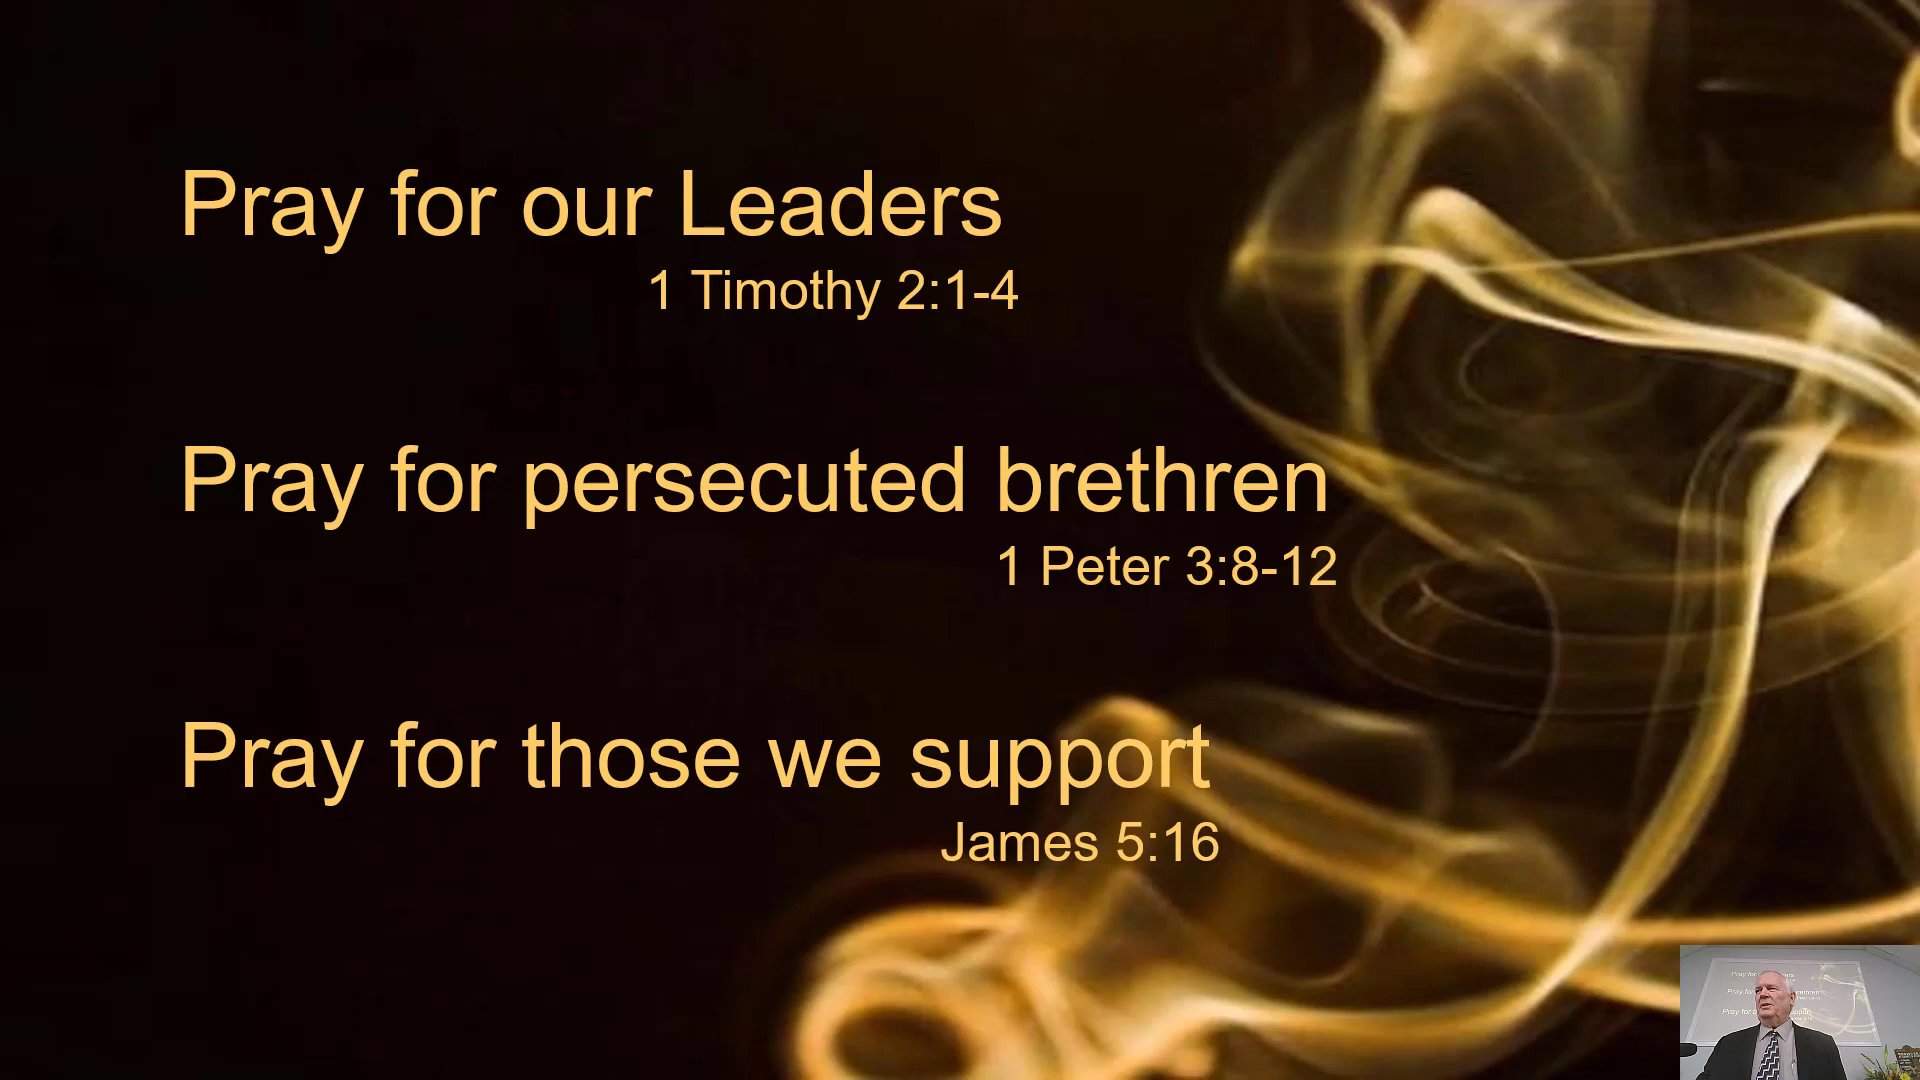 Pray for our Leaders
1 Timothy 2:1-4
Pray for persecuted brethren
1 Peter 3:8-12
Pray for those we support
James 5:16